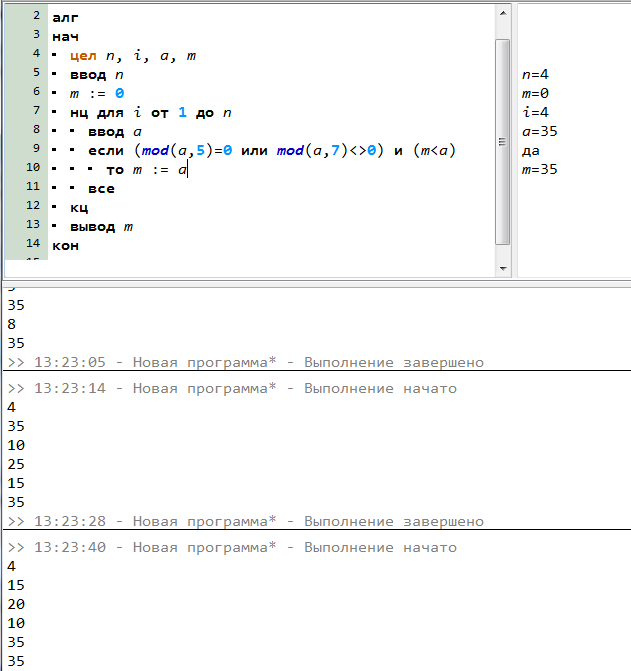 2 алг
3 нач
4 цел n, i, a, m
5 ввод n
6 m := 0
7 нц для i от 1 до n
8 ввод a
9 если (mod(a,5)=0 или mod(a,7)<>0) и (m<a)
10 то m := a
11 все
12 кц
13 вывод m
14 кон
n=4
m=0
i=4
a=35
да
m=35
35
8
35
>> 13:23:05 - Новая программа* - Выполнение завершено
>> 13:23:14 - Новая программа* - Выполнение начато
4
35
10
25
15
35
>> 13:23:28 - Новая программа* - Выполнение завершено
>> 13:23:40 - Новая программа* - Выполнение начато
4
15
20
10
35
35